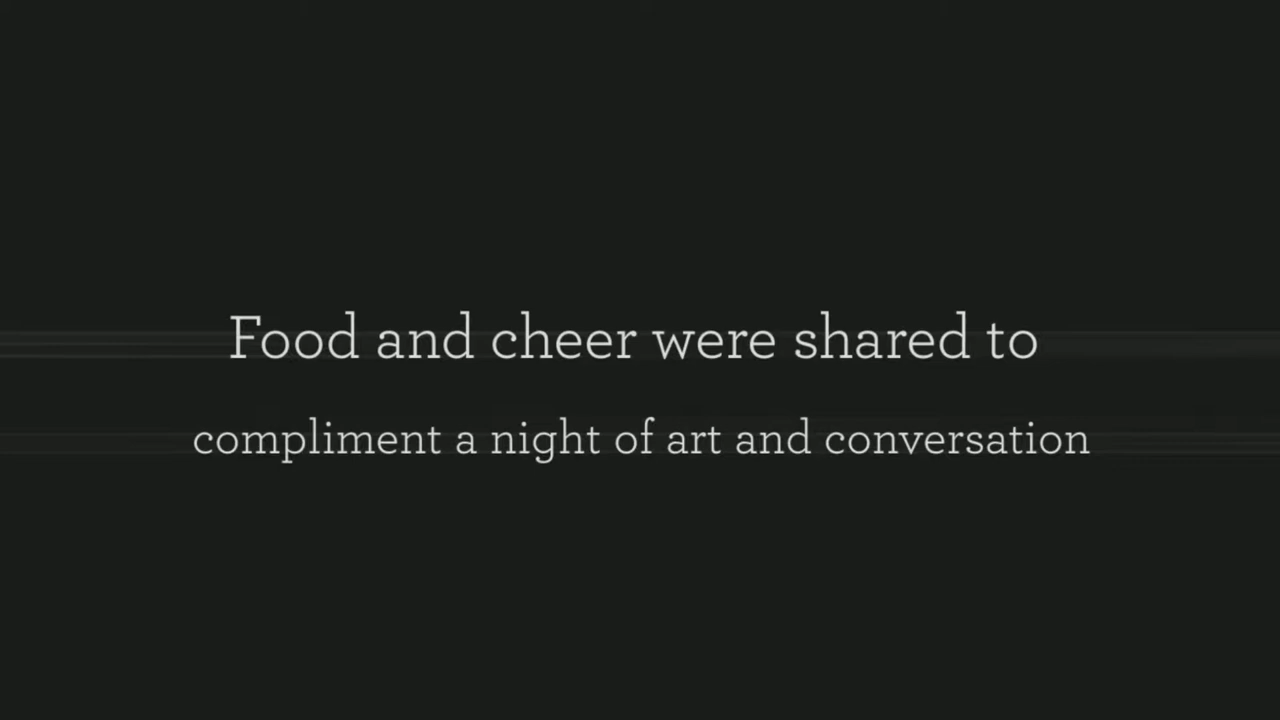 Food and cheer were shared to
compliment a night of art and conversation